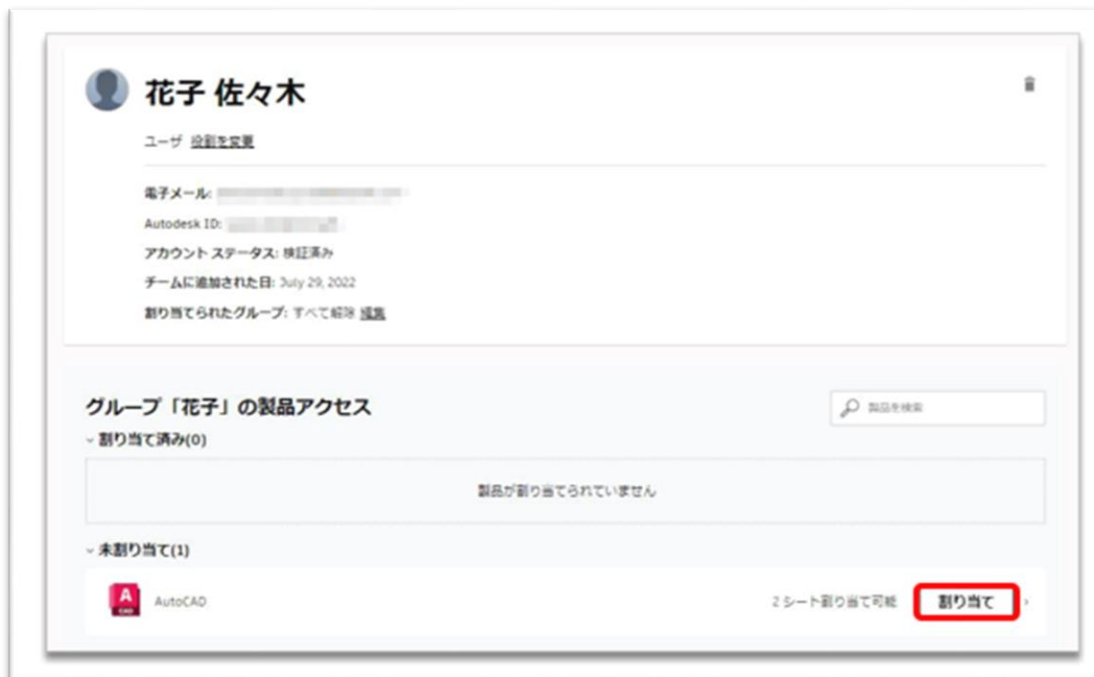 花子 佐々木
ユーザ 役割を変更
電子メール:
Autodesk ID:
アカウント ステータス: 検証済み
チームに追加された日: July 29, 2022
割り当てられたグループ: すべて解除 編集
グループ「花子」の製品アクセス
製品を検索
割り当て済み(0)
製品が割り当てられていません
未割り当て(1)
A
CAD
AutoCAD 2 シート割り当て可能 割り当て